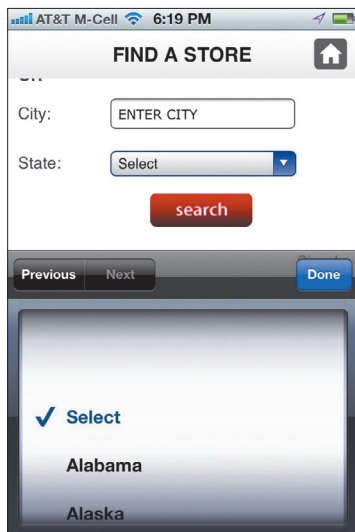 AT&T M-Cell 6:19 PM
FIND A STORE
City: ENTER CITY
State: Select
search
Previous Next Done
Select
Alabama
Alaska